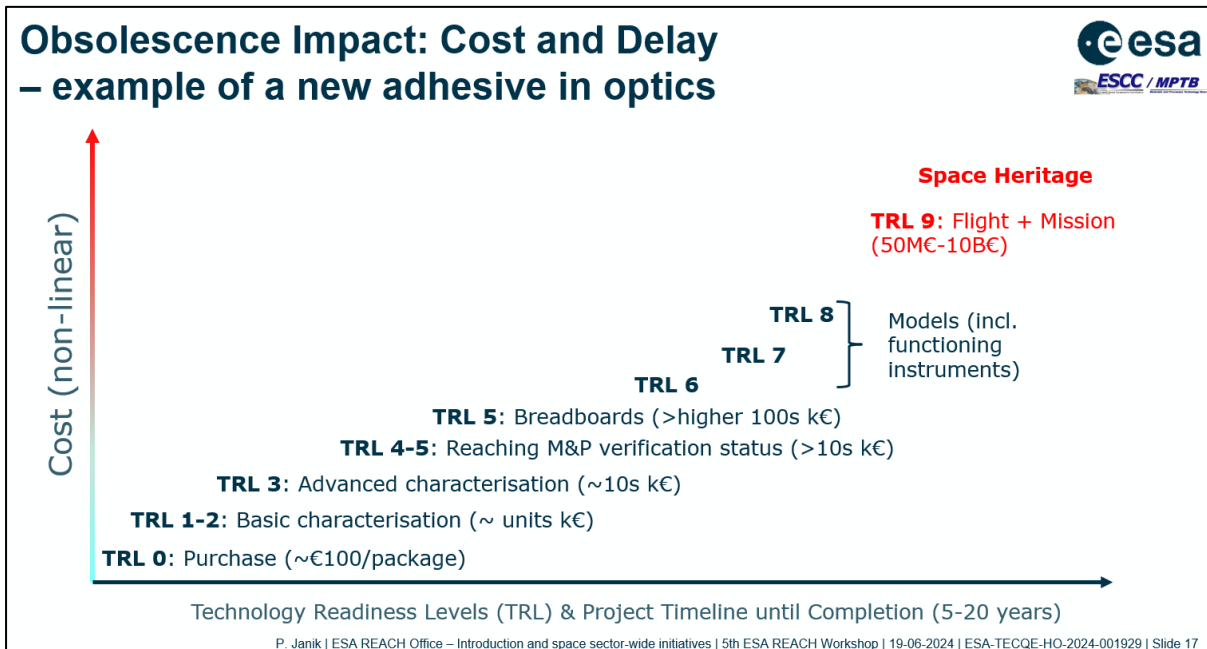 Obsolescence Impact: Cost and Delay
– example of a new adhesive in optics
esa
ESCC / MPTB
Cost (non-linear)
Space Heritage
TRL 9: Flight + Mission
(50M€-10B€)
TRL 8
TRL 7
TRL 6
Models (incl.
functioning
instruments)
TRL 5: Breadboards (>higher 100s k€)
TRL 4-5: Reaching M&P verification status (>10s k€)
TRL 3: Advanced characterisation (~10s k€)
TRL 1-2: Basic characterisation (~ units k€)
TRL 0: Purchase (~€100/package)
Technology Readiness Levels (TRL) & Project Timeline until Completion (5-20 years)
P. Janik | ESA REACH Office – Introduction and space sector-wide initiatives | 5th ESA REACH Workshop | 19-06-2024 | ESA-TECQE-HO-2024-001929 | Slide 17